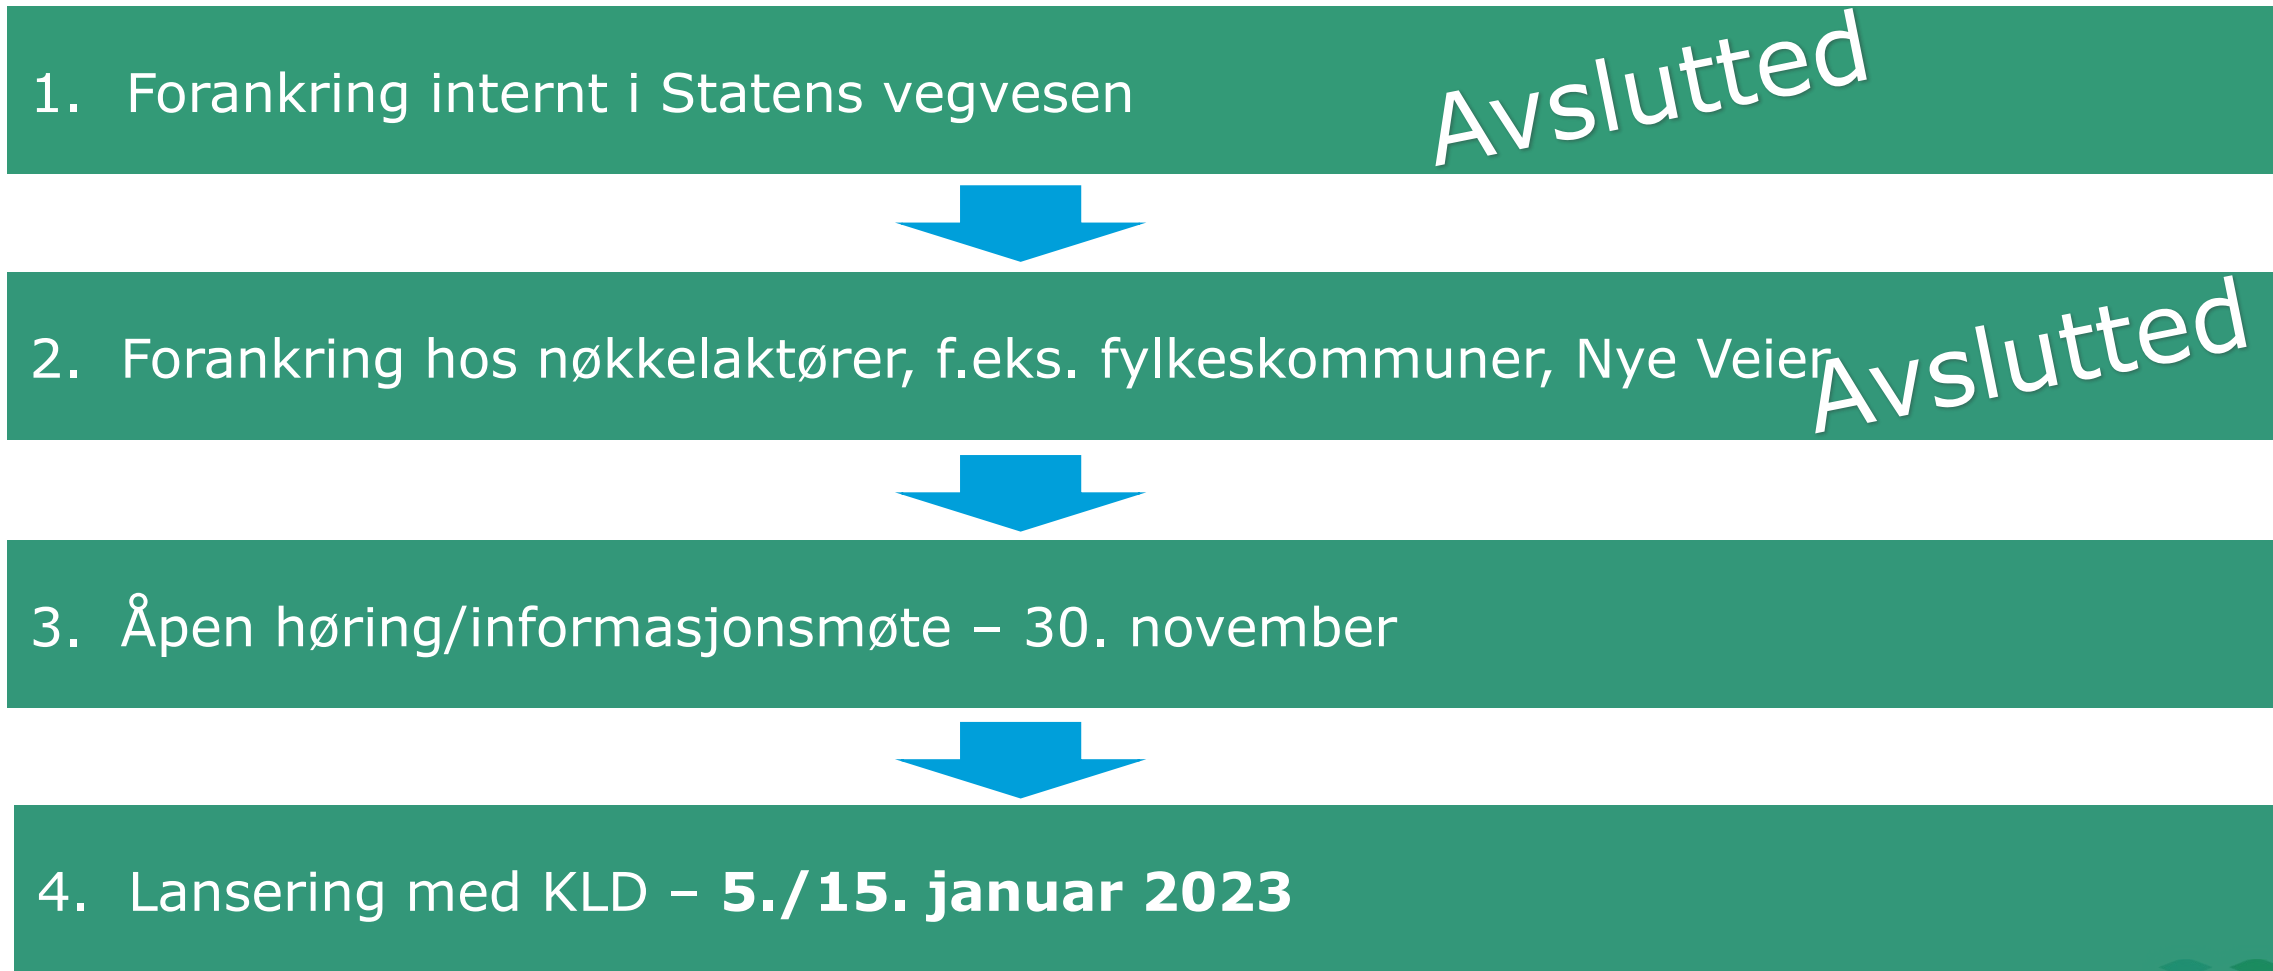 1. Forankring internt i Statens vegvesen
Avslutted
2. Forankring hos nøkkelaktører, f.eks. fylkeskommuner, Nye Veier
Avslutted
3. Åpen høring/informasjonsmøte – 30. november
4. Lansering med KLD – 5./15. januar 2023